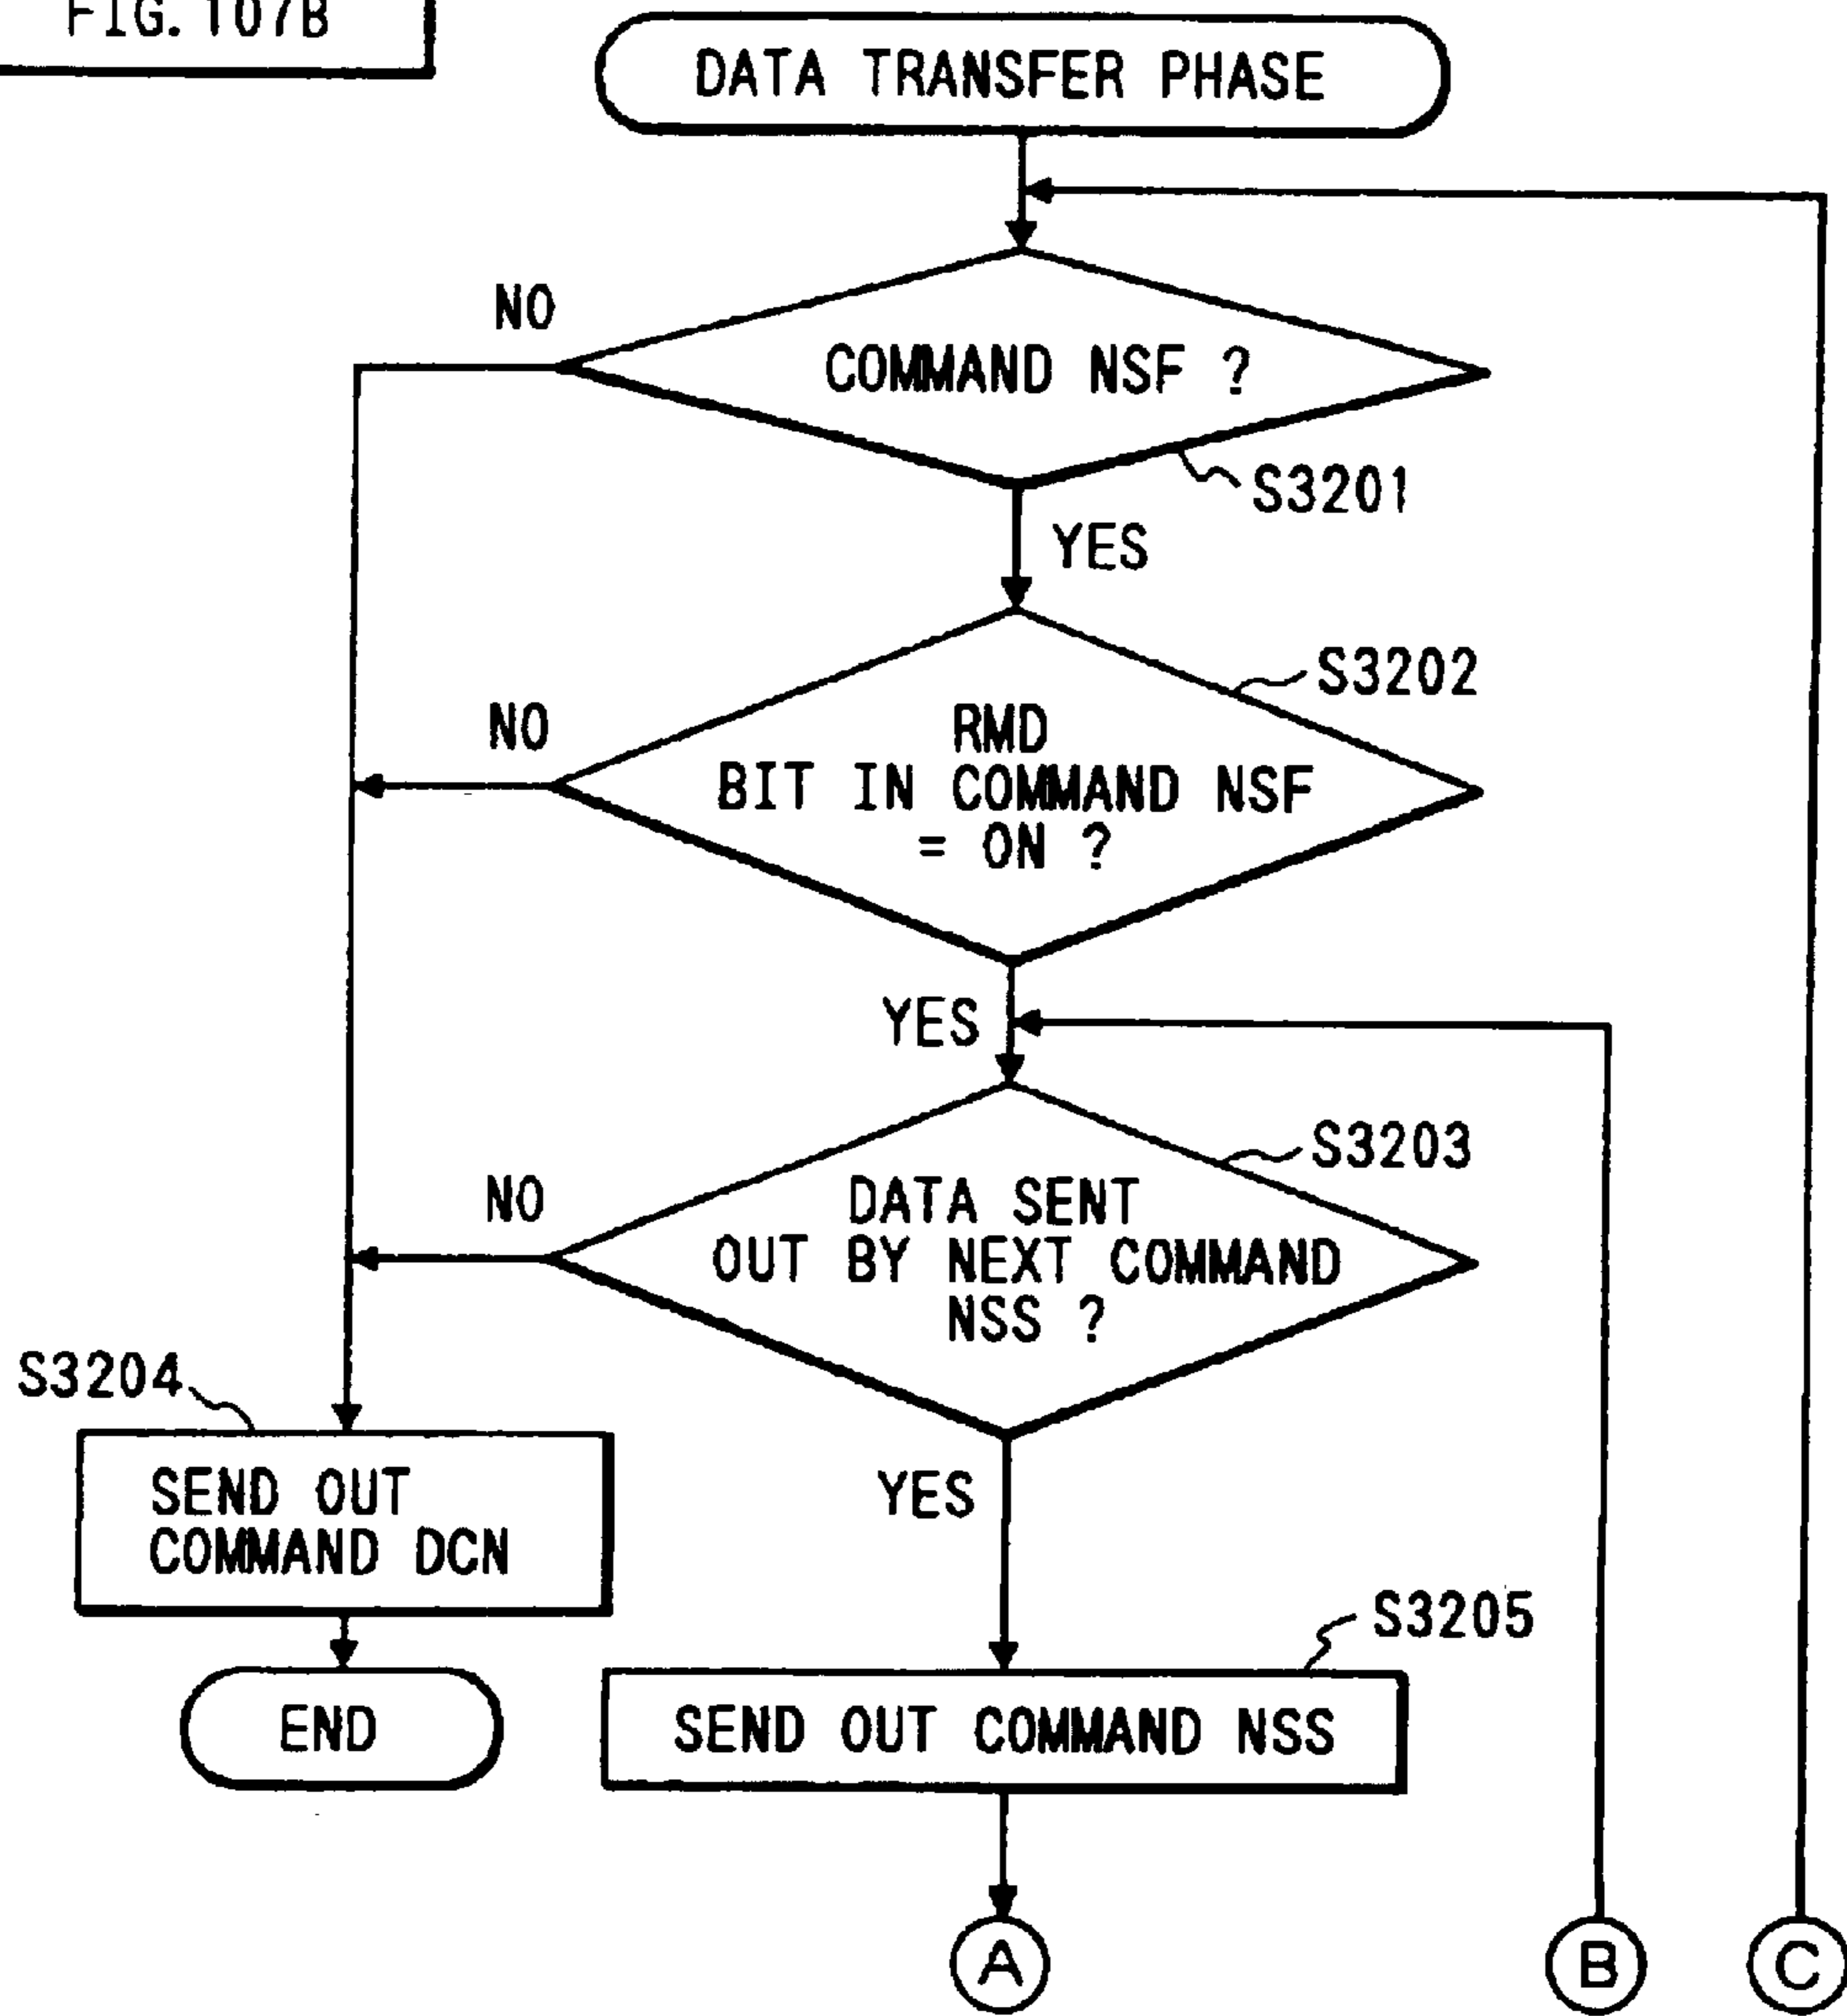 FIG. 107B
DATA TRANSFER PHASE
NO
COMMAND NSF ?
S3201
YES
S3202
NO
RMD
BIT IN COMMAND NSF
= ON ?
YES
S3203
NO
DATA SENT
OUT BY NEXT COMMAND
NSS ?
S3204
SEND OUT
COMMAND DCN
YES
S3205
END
SEND OUT COMMAND NSS
A
B
C